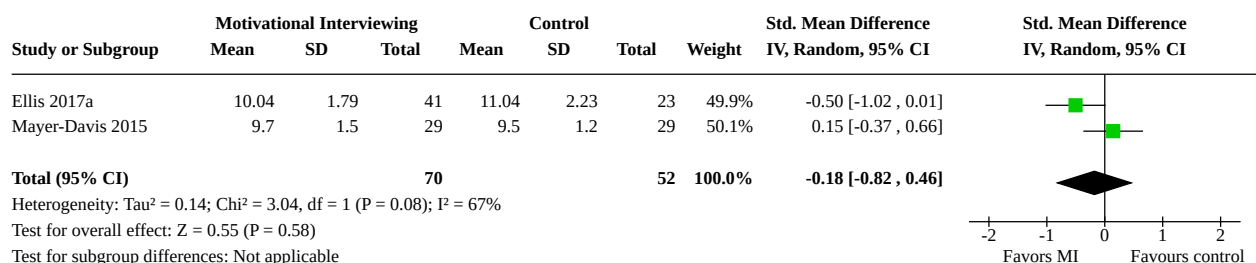 Motivational Interviewing Control Std. Mean Difference Std. Mean Difference
Study or Subgroup Mean SD Total Mean SD Total Weight IV, Random, 95% CI IV, Random, 95% CI
Ellis 2017a 10.04 1.79 41 11.04 2.23 23 49.9% -0.50 [-1.02 , 0.01]
Mayer-Davis 2015 9.7 1.5 29 9.5 1.2 29 50.1% 0.15 [-0.37 , 0.66]
Total (95% CI) 70 52 100.0% -0.18 [-0.82 , 0.46]
Heterogeneity: Tau² = 0.14; Chi² = 3.04, df = 1 (P = 0.08); I² = 67%
Test for overall effect: Z = 0.55 (P = 0.58) -2 -1 0 1 2
Test for subgroup differences: Not applicable Favors MI Favours control